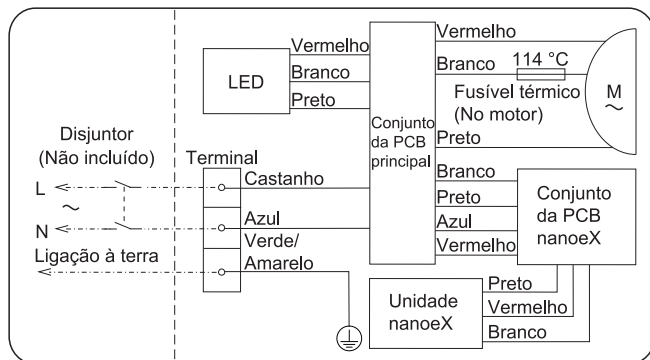 Vermelho
LED
Branco
Preto
Conjunto
da PCB
principal
Vermelho
Branco
114 °C
Fusível térmico
(No motor)
M
~
Preto
Disjuntor
(Não incluído)
Terminal
L
Castanho
~
N
Azul
Ligação à terra
Verde/
Amarelo
Branco
Preto
Azul
Vermelho
Conjunto
da PCB
nanoeX
Unidade
nanoeX
Preto
Vermelho
Branco